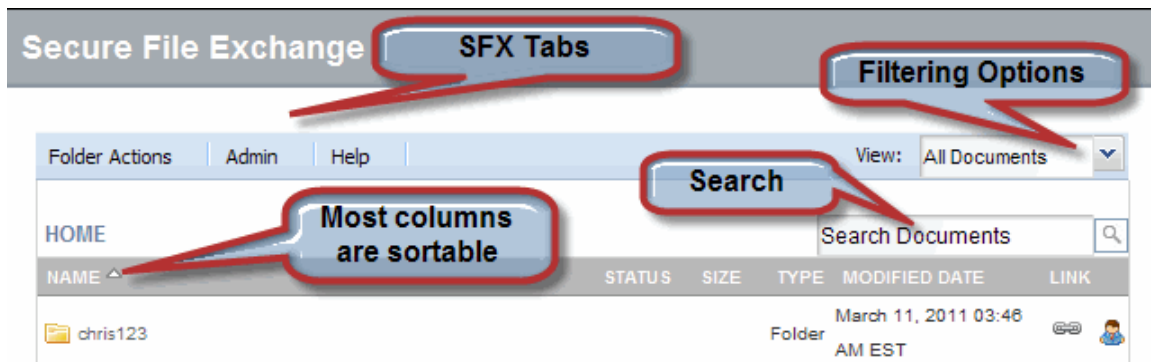 Secure File Exchange
SFX Tabs
Filtering Options
Folder Actions Admin Help View: All Documents
Search
Most columns
are sortable
HOME
Search Documents
NAME STATUS SIZE TYPE MODIFIED DATE LINK
chris123 Folder March 11, 2011 03:46
AM EST